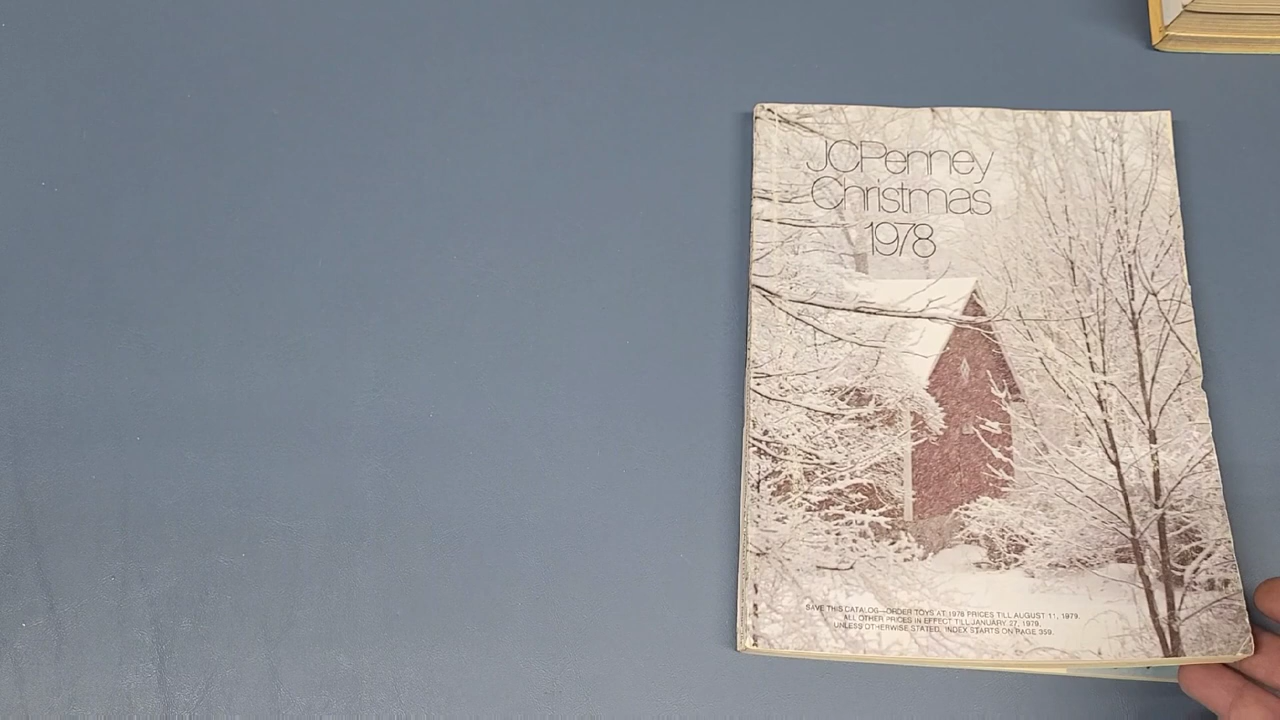 JCPenney
Christmas
1978
SAVE THIS CATALOG—ORDER TOYS AT 1978 PRICES TILL AUGUST 11, 1979.
ALL OTHER PRICES IN EFFECT TILL JANUARY 27, 1979,
UNLESS OTHERWISE STATED. INDEX STARTS ON PAGE 359.